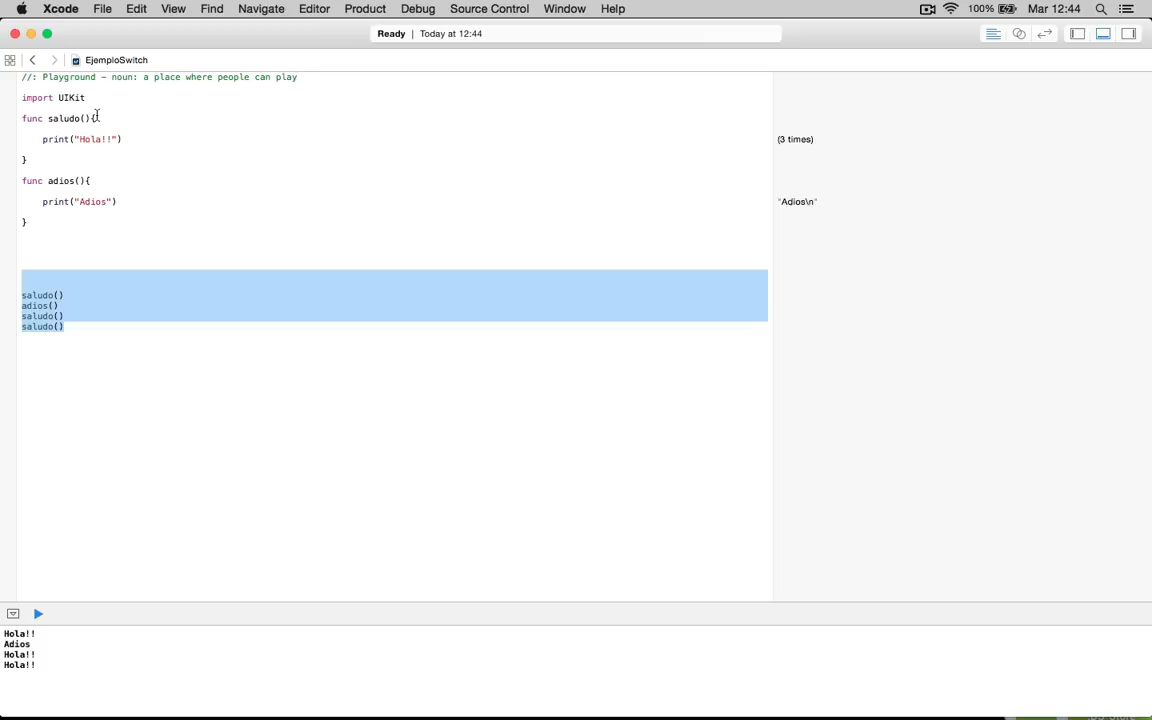 Xcode File Edit View Find Navigate Editor Product Debug Source Control Window Help 100% Mar 12:44
Ready | Today at 12:44
EjemploSwitch
//: Playground - noun: a place where people can play
import UIKit
func saludo(){
print("Hola!!")
(3 times)
}
func adios(){
print("Adios")
"Adios\n"
}
saludo()
adios()
saludo()
saludo()
Hola!!
Adios
Hola!!
Hola!!